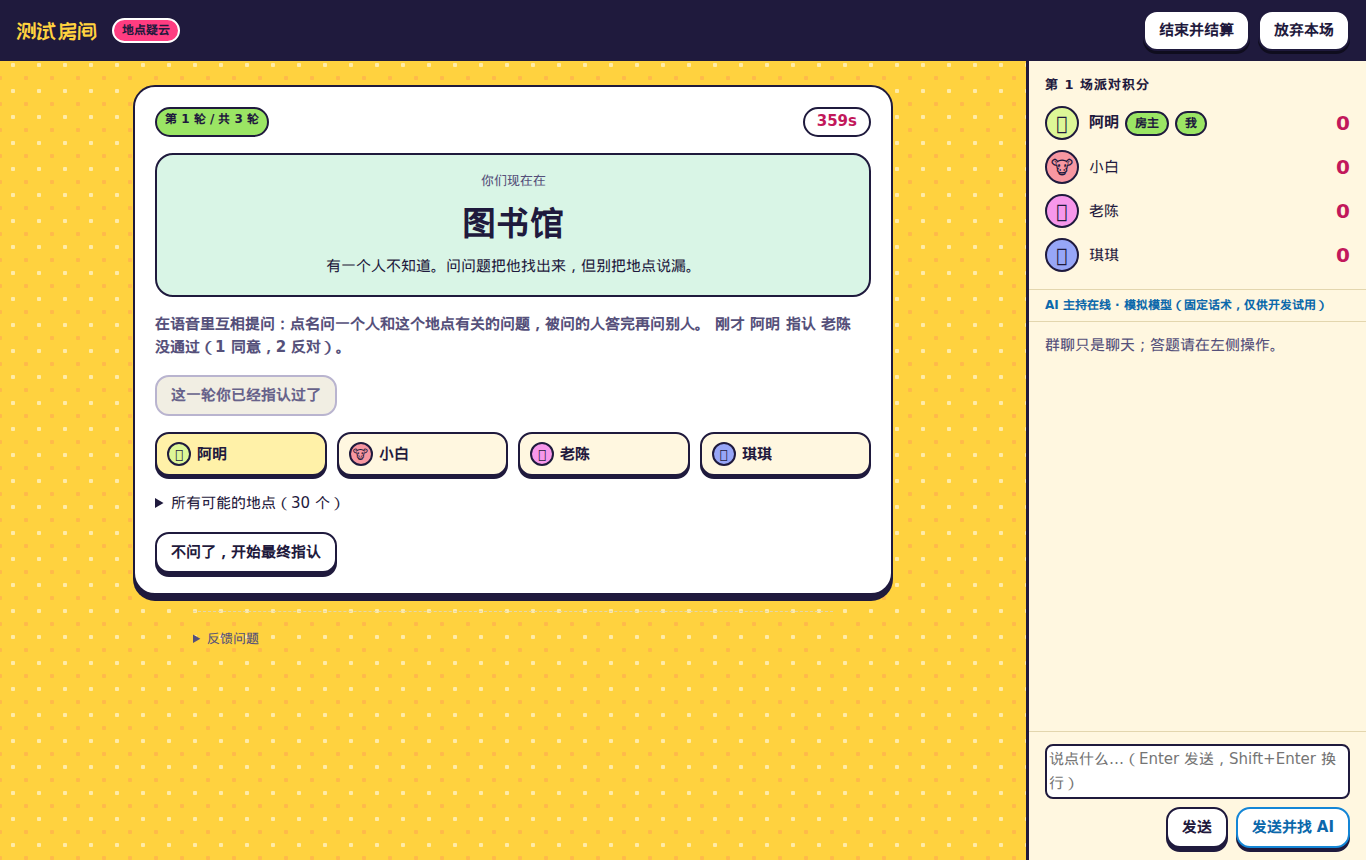 测试房间
地点疑云
结束并结算
放弃本场
第 1 轮 / 共 3 轮
359s
你们现在在
图书馆
有一个人不知道。问问题把他找出来，但别把地点说漏。
在语音里互相提问：点名问一个人和这个地点有关的问题，被问的人答完再问别人。 刚才 阿明 指认 老陈
没通过（1 同意，2 反对）。
这一轮你已经指认过了
阿明
小白
老陈
琪琪
所有可能的地点（30 个）
不问了，开始最终指认
反馈问题
第 1 场派对积分
阿明 房主 我 0
小白 0
老陈 0
琪琪 0
AI 主持在线 · 模拟模型（固定话术，仅供开发试用）
群聊只是聊天；答题请在左侧操作。
说点什么…（Enter 发送，Shift+Enter 换
行）
发送
发送并找 AI